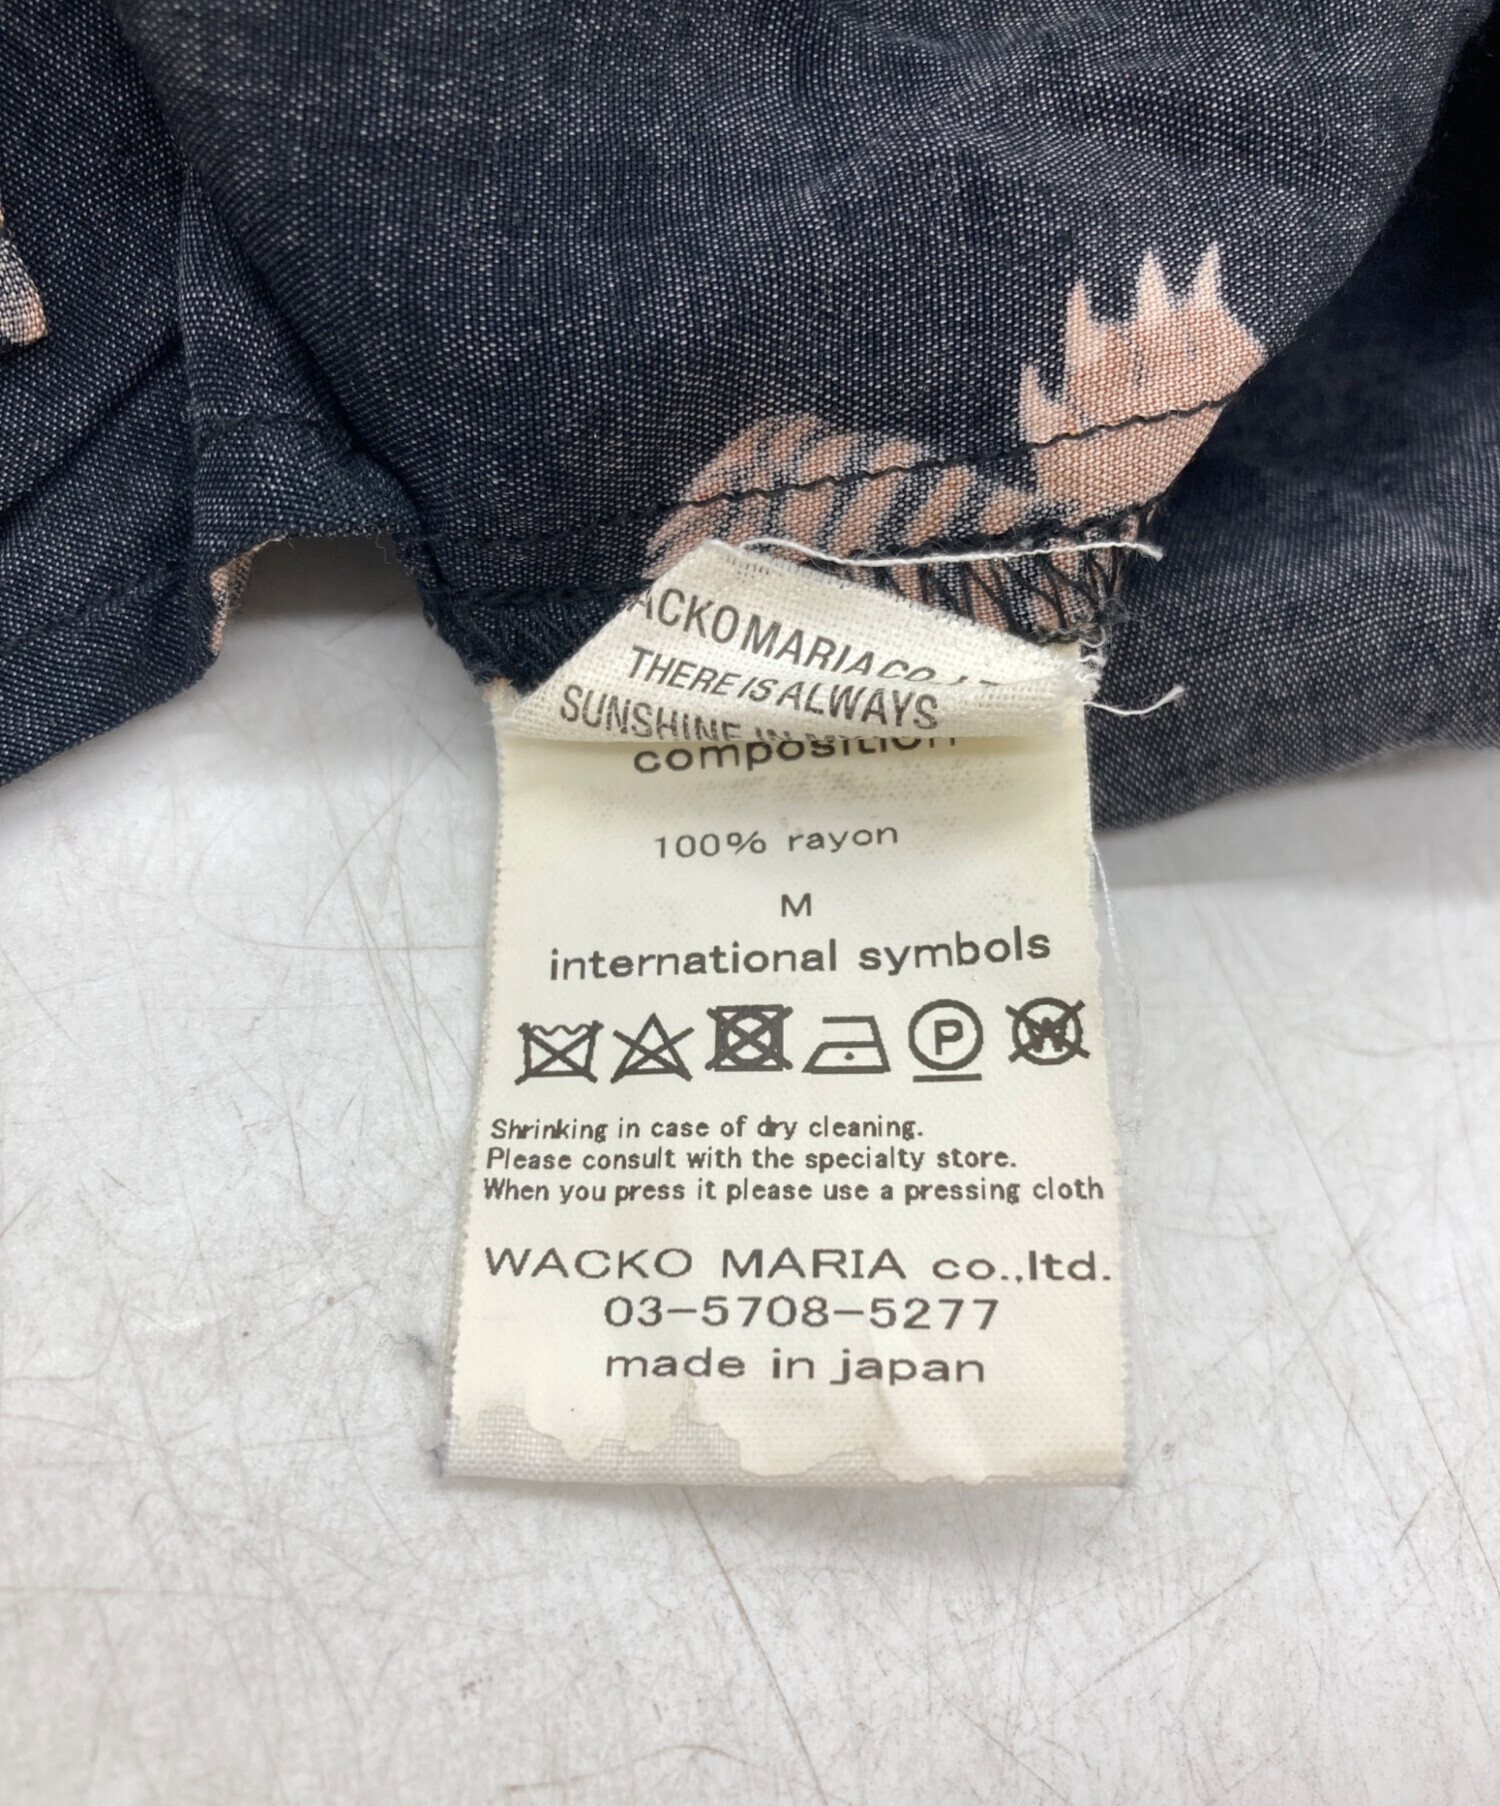 ACKO MARIA CO
THERE IS ALWAYS
SUNSHINE IN
composition
100% rayon
M
international symbols
P
W
Shrinking in case of dry cleaning.
Please consult with the specialty store.
When you press it please use a pressing cloth
WACKO MARIA co.,ltd.
03-5708-5277
made in japan